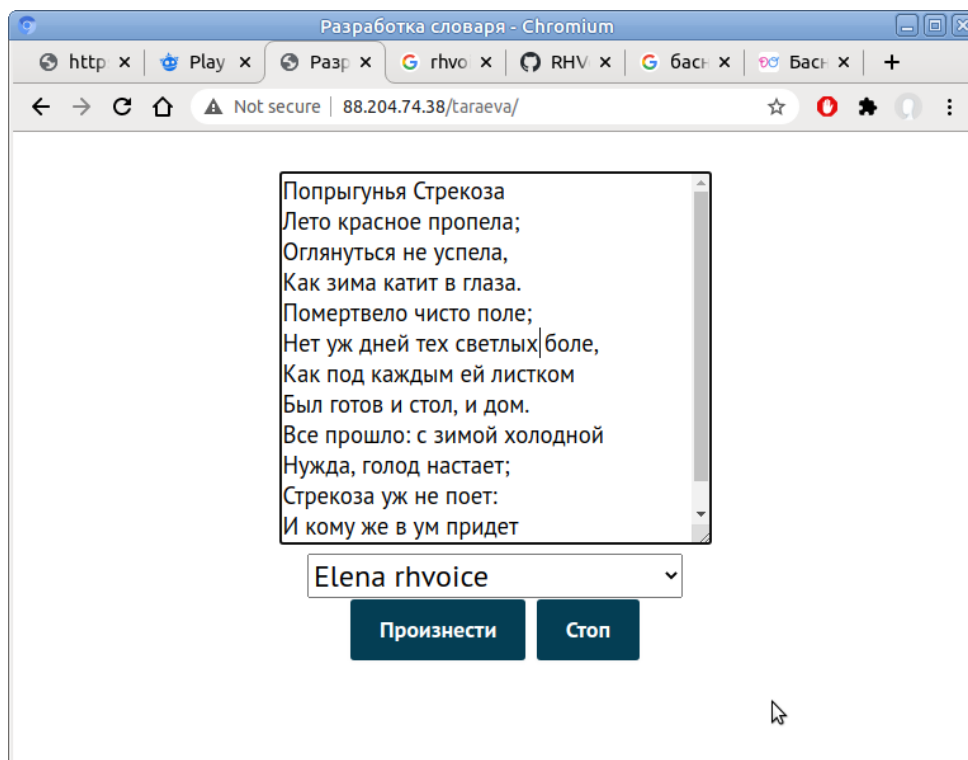 Разработка словаря - Chromium
http
Play
Разр
rhvo
RHV
басн
Басн
Not secure | 88.204.74.38/taraeva/
Попрыгунья Стрекоза
Лето красное пропела;
Оглянуться не успела,
Как зима катит в глаза.
Помертвело чисто поле;
Нет уж дней тех светлых боле,
Как под каждым ей листком
Был готов и стол, и дом.
Все прошло: с зимой холодной
Нужда, голод настает;
Стрекоза уж не поет:
И кому же в ум придет
Elena rhvoice
Произнести
Стоп